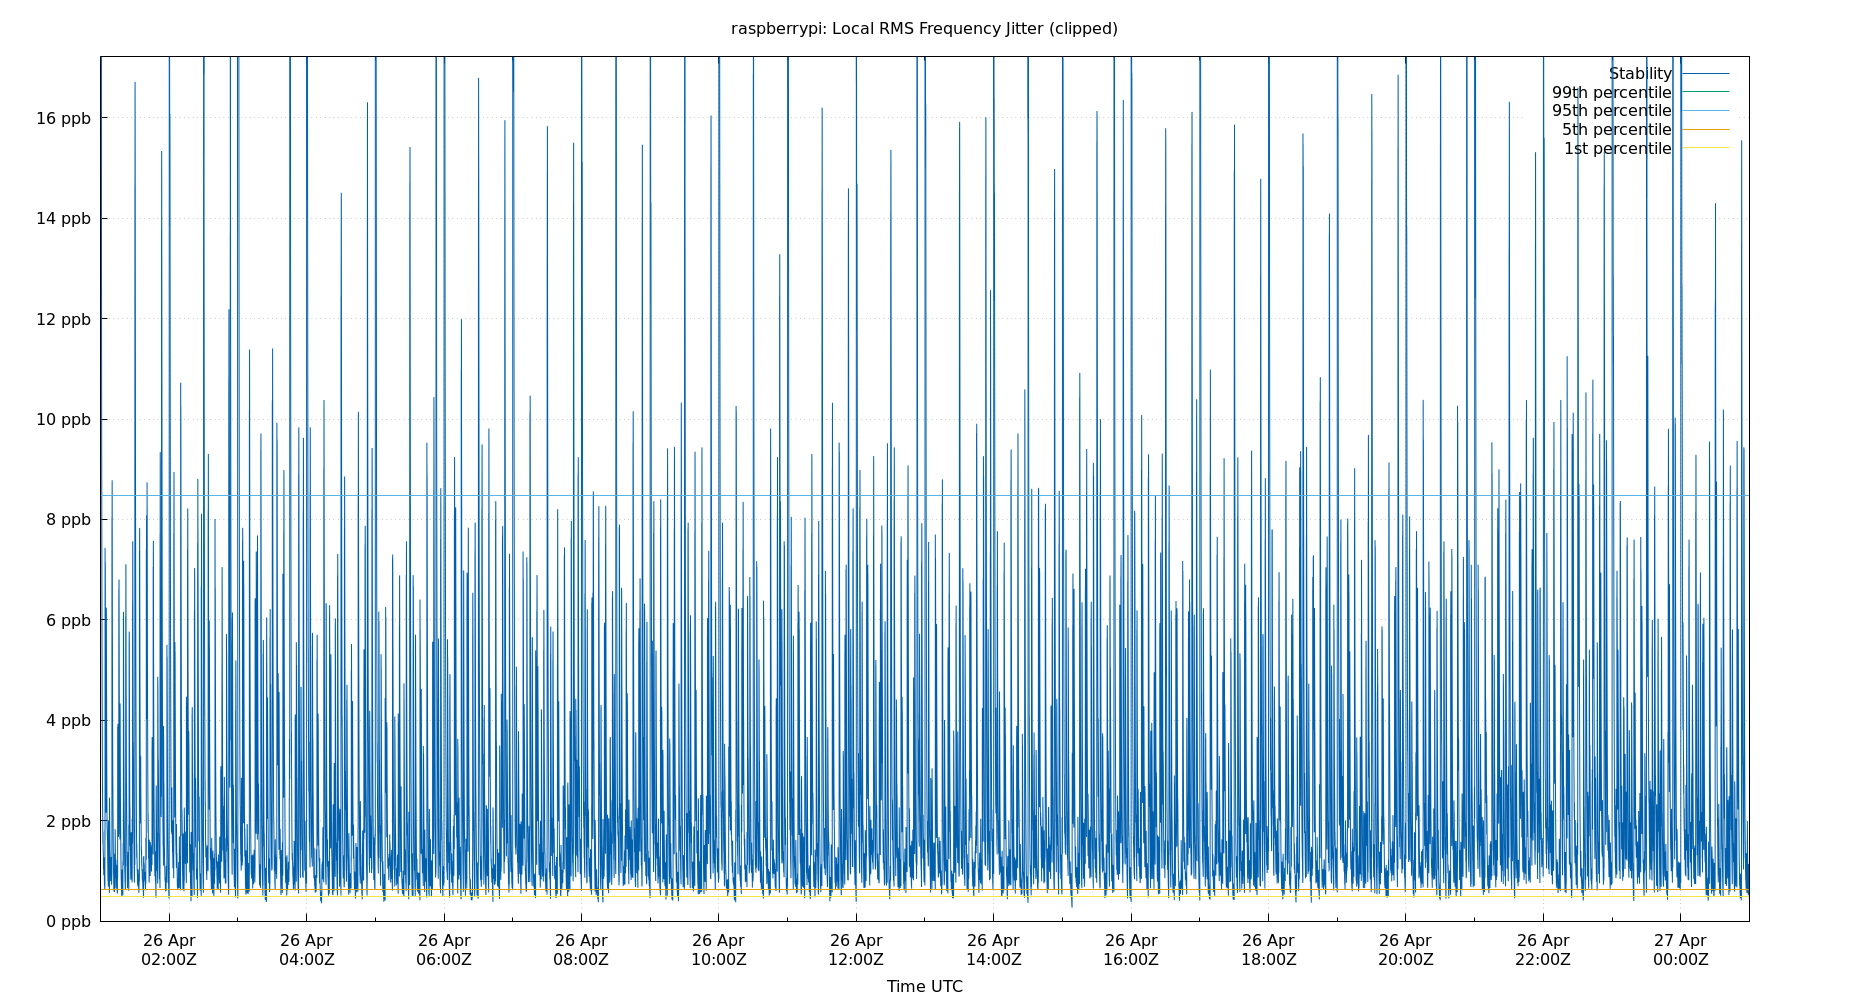 raspberrypi: Local RMS Frequency Jitter (clipped)
Stability
99th percentile
95th percentile
5th percentile
1st percentile
16 ppb
14 ppb
12 ppb
10 ppb
8 ppb
6 ppb
4 ppb
2 ppb
0 ppb
26 Apr 26 Apr 26 Apr 26 Apr 26 Apr 26 Apr 26 Apr 26 Apr 26 Apr 26 Apr 26 Apr 27 Apr
02:00Z 04:00Z 06:00Z 08:00Z 10:00Z 12:00Z 14:00Z 16:00Z 18:00Z 20:00Z 22:00Z 00:00Z
Time UTC